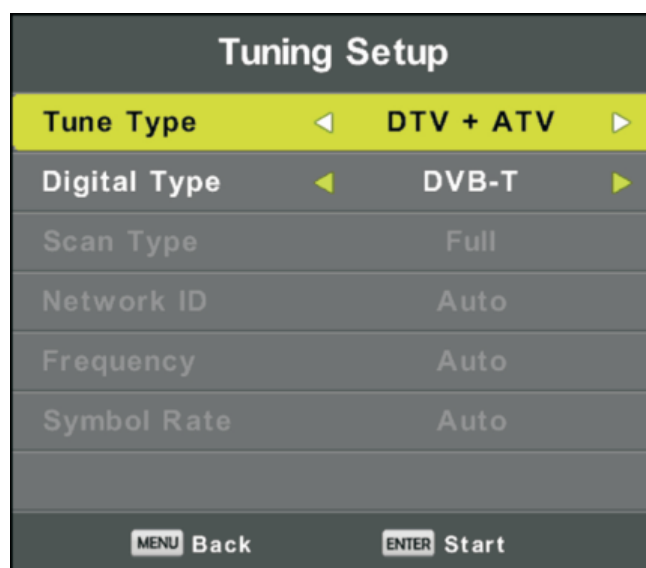 Tuning Setup
Tune Type DTV + ATV
Digital Type DVB-T
Scan Type Full
Network ID Auto
Frequency Auto
Symbol Rate Auto
MENU Back ENTER Start